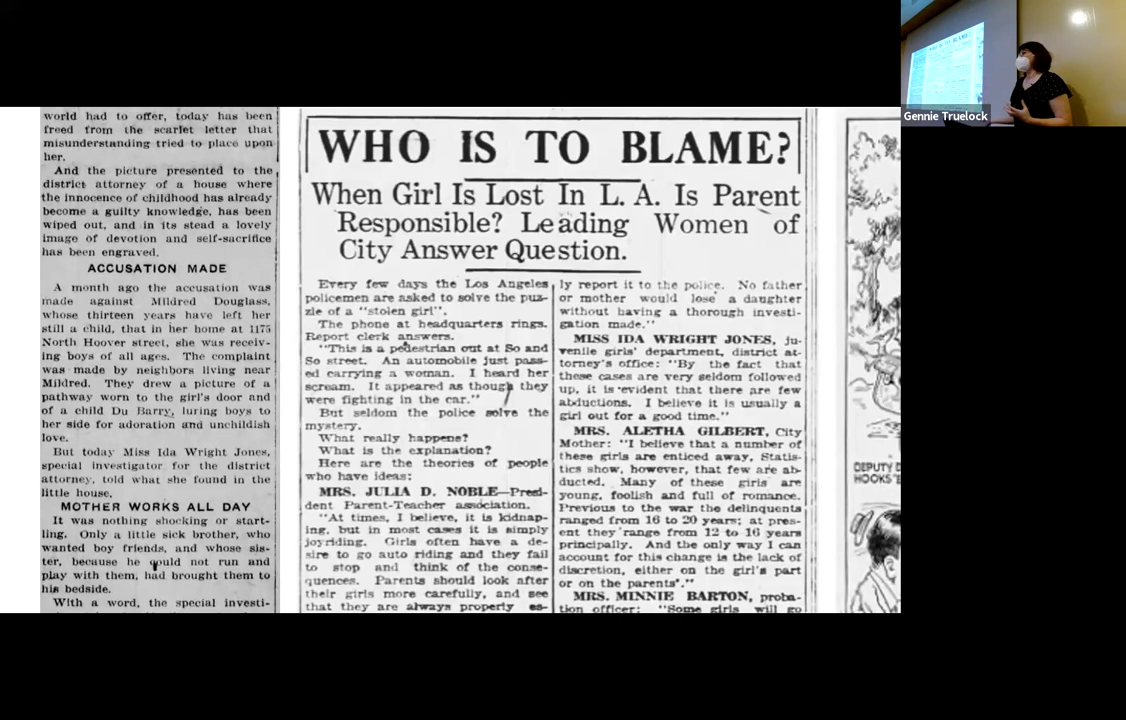 world had to offer, today has been
freed from the scarlet letter that
misunderstanding tried to place upon
her.
And the picture presented to the
district attorney of a house where
the innocence of childhood has already
become a guilty knowledge, has been
wiped out, and in its stead a lovely
image of devotion and self-sacrifice
has been engraved.
ACCUSATION MADE
A month ago the accusation was
made against Mildred Douglass,
whose thirteen years have left her
still a child, that in her home at 1175
North Hoover street, she was receiv-
ing boys of all ages. The complaint
was made by neighbors living near
Mildred. They drew a picture of a
pathway worn to the girl's door and
of a child Du Barry, luring boys to
her side for adoration and unchildish
love.
But today Miss Ida Wright Jones,
special investigator for the district
attorney, told what she found in the
little house.
MOTHER WORKS ALL DAY
It was nothing shocking or start-
ling. Only a little sick brother, who
wanted boy friends, and whose sis-
ter, because he could not run and
play with them, had brought them to
his bedside.
With a word, the special investi-
WHO IS TO BLAME?
When Girl Is Lost In L. A. Is Parent
Responsible? Leading Women of
City Answer Question.
Every few days the Los Angeles
policemen are asked to solve the puz-
zle of a "stolen girl".
The phone at headquarters rings.
Report clerk answers.
"This is a pedestrian out at So and
So street. An automobile just pass-
ed carrying a woman. I heard her
scream. It appeared as though they
were fighting in the car."
But seldom the police solve the
mystery.
What really happens?
What is the explanation?
Here are the theories of people
who have ideas:
MRS. JULIA D. NOBLE—Presi-
dent Parent-Teacher association.
"At times, I believe, it is kidnap-
ing, but in most cases it is simply
joyriding. Girls often have a de-
sire to go auto riding and they fail
to stop and think of the conse-
quences. Parents should look after
their girls more carefully, and see
that they are always properly es-
ly report it to the police. No father
or mother would lose a daughter
without having a thorough investi-
gation made."
MISS IDA WRIGHT JONES, ju-
venile girls' department, district at-
torney's office: "By the fact that
these cases are very seldom followed
up, it is evident that there are few
abductions. I believe it is usually a
girl out for a good time."
MRS. ALETHA GILBERT, City
Mother: "I believe that a number of
these girls are enticed away. Statis-
tics show, however, that few are ab-
ducted. Many of these girls are
young, foolish and full of romance.
Previous to the war the delinquents
ranged from 16 to 20 years; at pres-
ent they range from 12 to 16 years
principally. And the only way I can
account for this change is the lack of
discretion, either on the girl's part
or on the parents'."
MRS. MINNIE BARTON, proba-
tion officer: "Some girls will go
DEPUTY D
HOOKS
WHO IS TO BLAME
Gennie Truelock